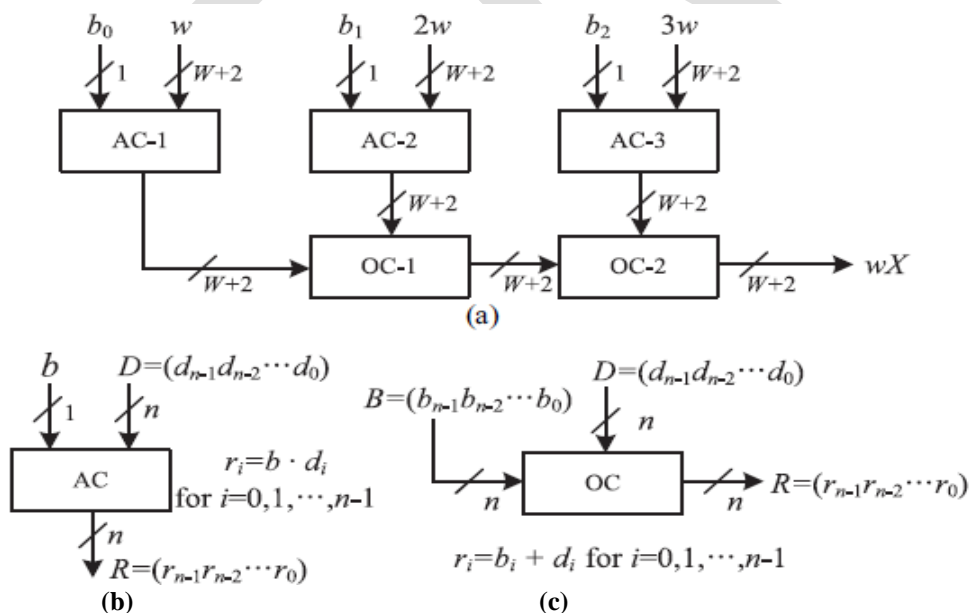 b₀ w b₁ 2w b₂ 3w
1 W+2 1 W+2 1 W+2
AC-1 AC-2 AC-3
W+2 W+2
OC-1 OC-2 wX
W+2 W+2 W+2
(a)
b D=(dₙ₋₁dₙ₋₂···d₀)
1 n
AC
rᵢ=b · dᵢ
for i=0,1,···,n-1
n
R=(rₙ₋₁rₙ₋₂···r₀)
(b)
D=(dₙ₋₁dₙ₋₂···d₀)
B=(bₙ₋₁bₙ₋₂···b₀)
n
OC
n n R=(rₙ₋₁rₙ₋₂···r₀)
rᵢ=bᵢ + dᵢ for i=0,1,···,n-1
(c)